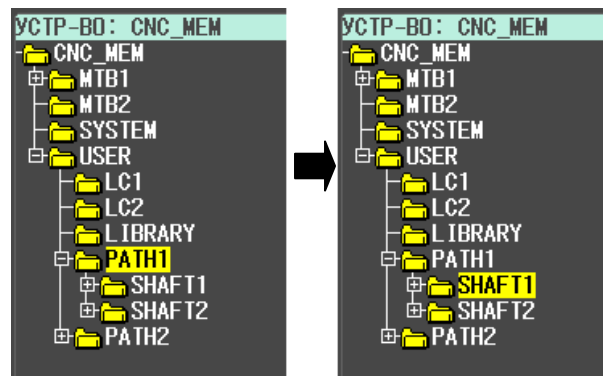 УСТР-ВО: CNC_MEM
CNC_MEM
MTB1
MTB2
SYSTEM
USER
LC1
LC2
LIBRARY
PATH1
SHAFT1
SHAFT2
PATH2
УСТР-ВО: CNC_MEM
CNC_MEM
MTB1
MTB2
SYSTEM
USER
LC1
LC2
LIBRARY
PATH1
SHAFT1
SHAFT2
PATH2